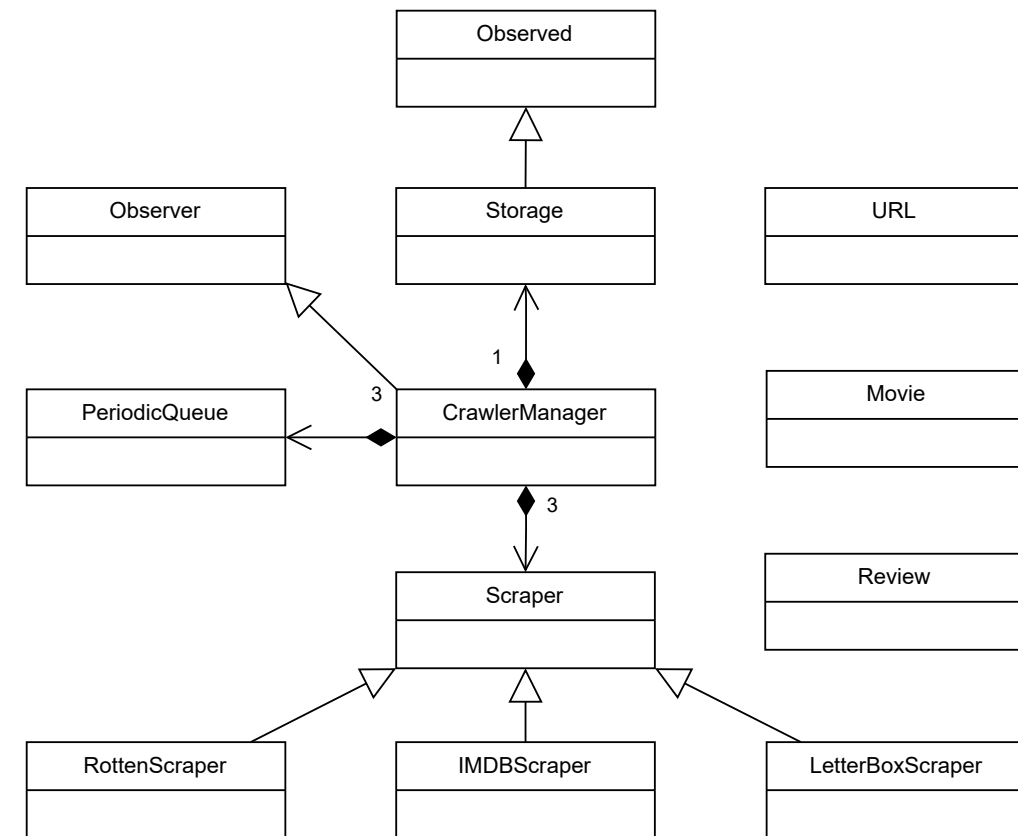 Observed
Observer
Storage
URL
1
3
PeriodicQueue
CrawlerManager
Movie
3
Scraper
Review
RottenScraper
IMDBScraper
LetterBoxScraper